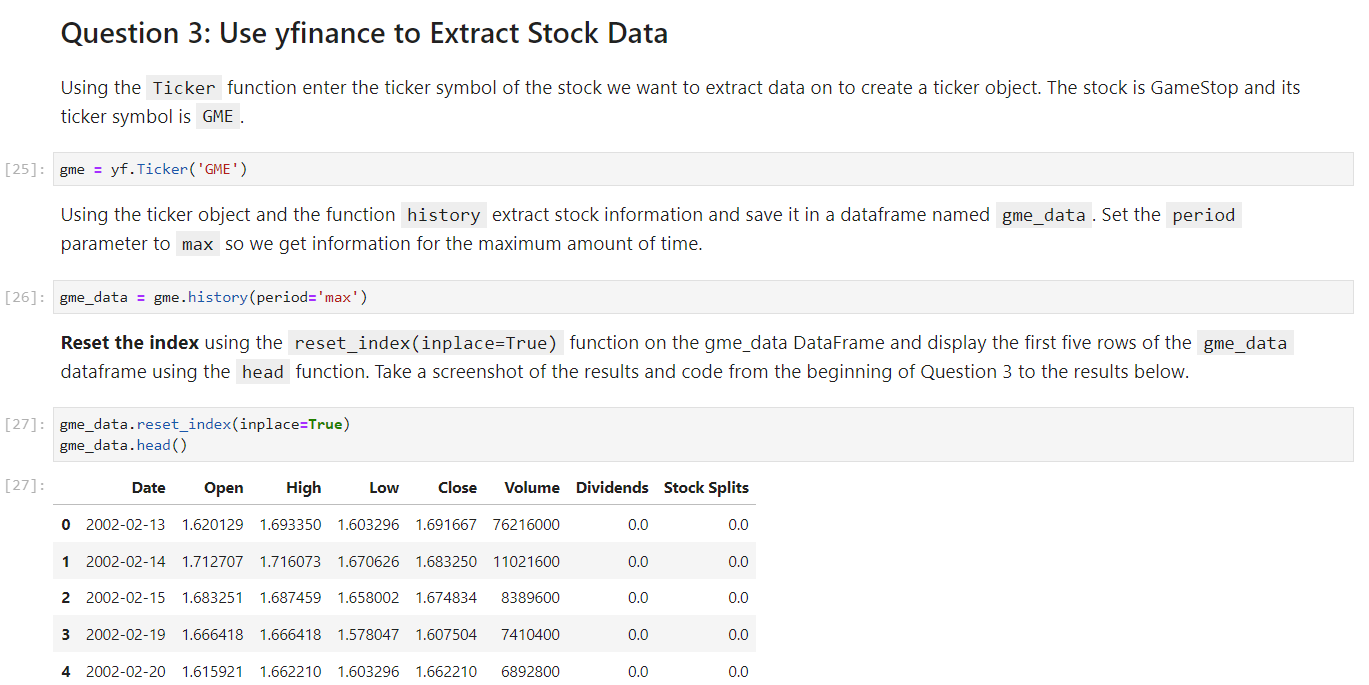 Question 3: Use yfinance to Extract Stock Data
Using the Ticker function enter the ticker symbol of the stock we want to extract data on to create a ticker object. The stock is GameStop and its
ticker symbol is GME.
[25]: gme = yf.Ticker('GME')
Using the ticker object and the function history extract stock information and save it in a dataframe named gme_data. Set the period
parameter to max so we get information for the maximum amount of time.
[26]: gme_data = gme.history(period='max')
Reset the index using the reset_index(inplace=True) function on the gme_data DataFrame and display the first five rows of the gme_data
dataframe using the head function. Take a screenshot of the results and code from the beginning of Question 3 to the results below.
[27]: gme_data.reset_index(inplace=True)
gme_data.head()
[27]: Date Open High Low Close Volume Dividends Stock Splits
0 2002-02-13 1.620129 1.693350 1.603296 1.691667 76216000 0.0 0.0
1 2002-02-14 1.712707 1.716073 1.670626 1.683250 11021600 0.0 0.0
2 2002-02-15 1.683251 1.687459 1.658002 1.674834 8389600 0.0 0.0
3 2002-02-19 1.666418 1.666418 1.578047 1.607504 7410400 0.0 0.0
4 2002-02-20 1.615921 1.662210 1.603296 1.662210 6892800 0.0 0.0